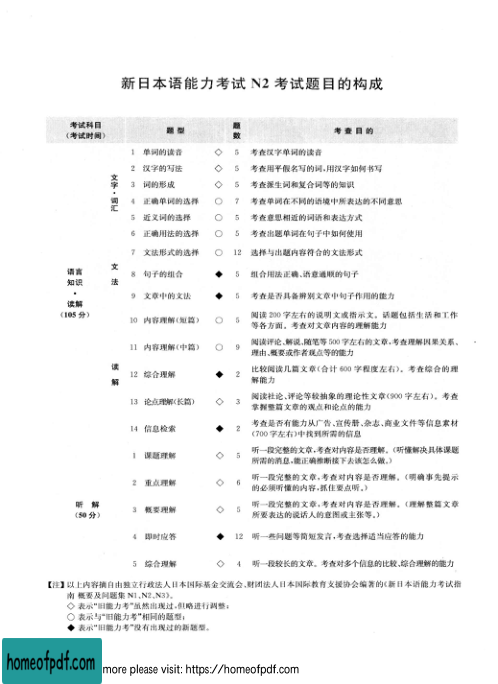 新日本语能力考试N2考试题目的构成
考试科目
(考试时间)
题型
题
数
考查目的
语言
知识
·
读解
(105分)
文字·词汇
1 单词的读音 ◇ 5 考查汉字单词的读音
2 汉字的写法 ◇ 5 考查用平假名写的词,用汉字如何书写
3 词的形成 ◇ 5 考查派生词和复合词等的知识
4 正确单词的选择 ○ 7 考查单词在不同的语境中所表达的不同意思
5 近义词的选择 ○ 5 考查意思相近的词语和表达方式
6 正确用法的选择 ○ 5 考查出题单词在句子中如何使用
文法
7 文法形式的选择 ○ 12 选择与出题内容符合的文法形式
8 句子的组合 ◆ 5 组合用法正确、语意通顺的句子
9 文章中的文法 ◆ 5 考查是否具备辨别文章中句子作用的能力
读解
10 内容理解(短篇) ○ 5 阅读200字左右的说明文或指示文。话题包括生活和工作
等各方面。考查对文章内容的理解能力
11 内容理解(中篇) ○ 9 阅读评论、解说、随笔等500字左右的文章,考查理解因果关系、
理由、概要或作者观点等的能力
12 综合理解 ◆ 2 比较阅读几篇文章(合计600字程度左右)。考查综合的理
解能力
13 论点理解(长篇) ◇ 3 阅读社论、评论等较抽象的理论性文章(900字左右)。考查
掌握整篇文章的观点和论点的能力
14 信息检索 ◆ 2 考查是否有能力从广告、宣传册、杂志、商业文件等信息素材
(700字左右)中找到所需的信息
听解
(50分)
1 课题理解 ◇ 5 听一段完整的文章,考查对内容是否理解。(听懂解决具体课题
所需的消息,能正确推断接下去该怎么做。)
2 重点理解 ◇ 6 听一段完整的文章,考查对内容是否理解。(明确事先提示
的必须听懂的内容,抓住要点听。)
3 概要理解 ◇ 5 听一段完整的文章,考查对内容是否理解。(理解整篇文章
所要表达的说话人的意图或主张等。)
4 即时应答 ◆ 12 听一些问题等简短发言,考查选择适当应答的能力
5 综合理解 ◇ 4 听一段较长的文章。考查对多个信息的比较、综合理解的能力
【注】以上内容摘自由独立行政法人日本国际基金交流会、财团法人日本国际教育支援协会编著的《新日本语能力考试指
南 概要及问题集N1、N2、N3》。
◇ 表示“旧能力考”虽然出现过,但略进行调整;
○ 表示与“旧能力考”相同的题型;
◆ 表示“旧能力考”没有出现过的新题型。
homeofpdf.com
more please visit: https://homeofpdf.com